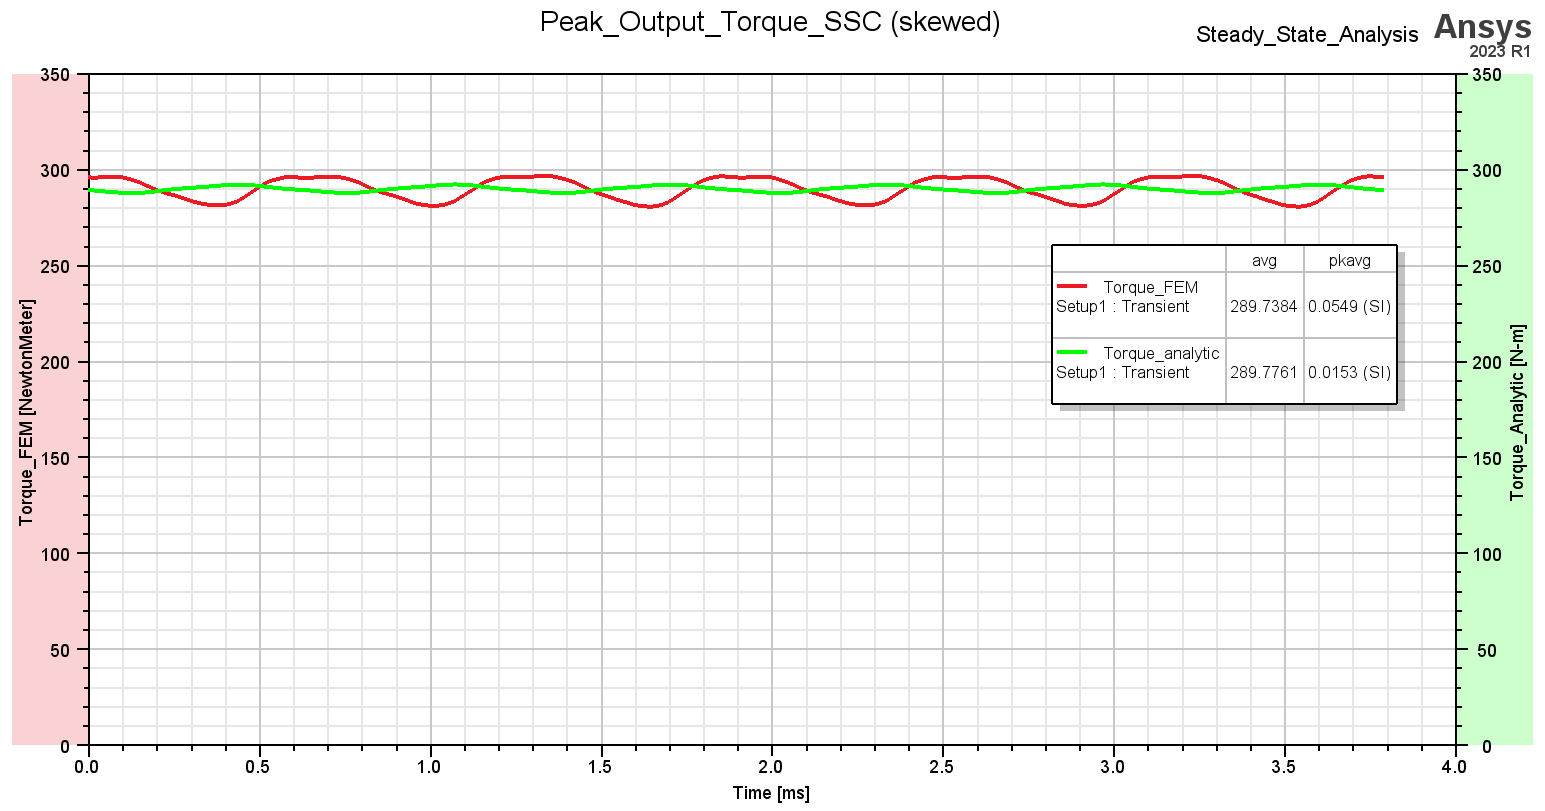 Peak_Output_Torque_SSC (skewed)
Steady_State_Analysis
Ansys
2023 R1
350
300
250
200
150
100
50
0
Torque_FEM [NewtonMeter]
350
300
250
200
150
100
50
0
Torque_Analytic [N-m]
avg pkavg
Torque_FEM
Setup1 : Transient 289.7384 0.0549 (SI)
Torque_analytic
Setup1 : Transient 289.7761 0.0153 (SI)
0.0 0.5 1.0 1.5 2.0 2.5 3.0 3.5 4.0
Time [ms]